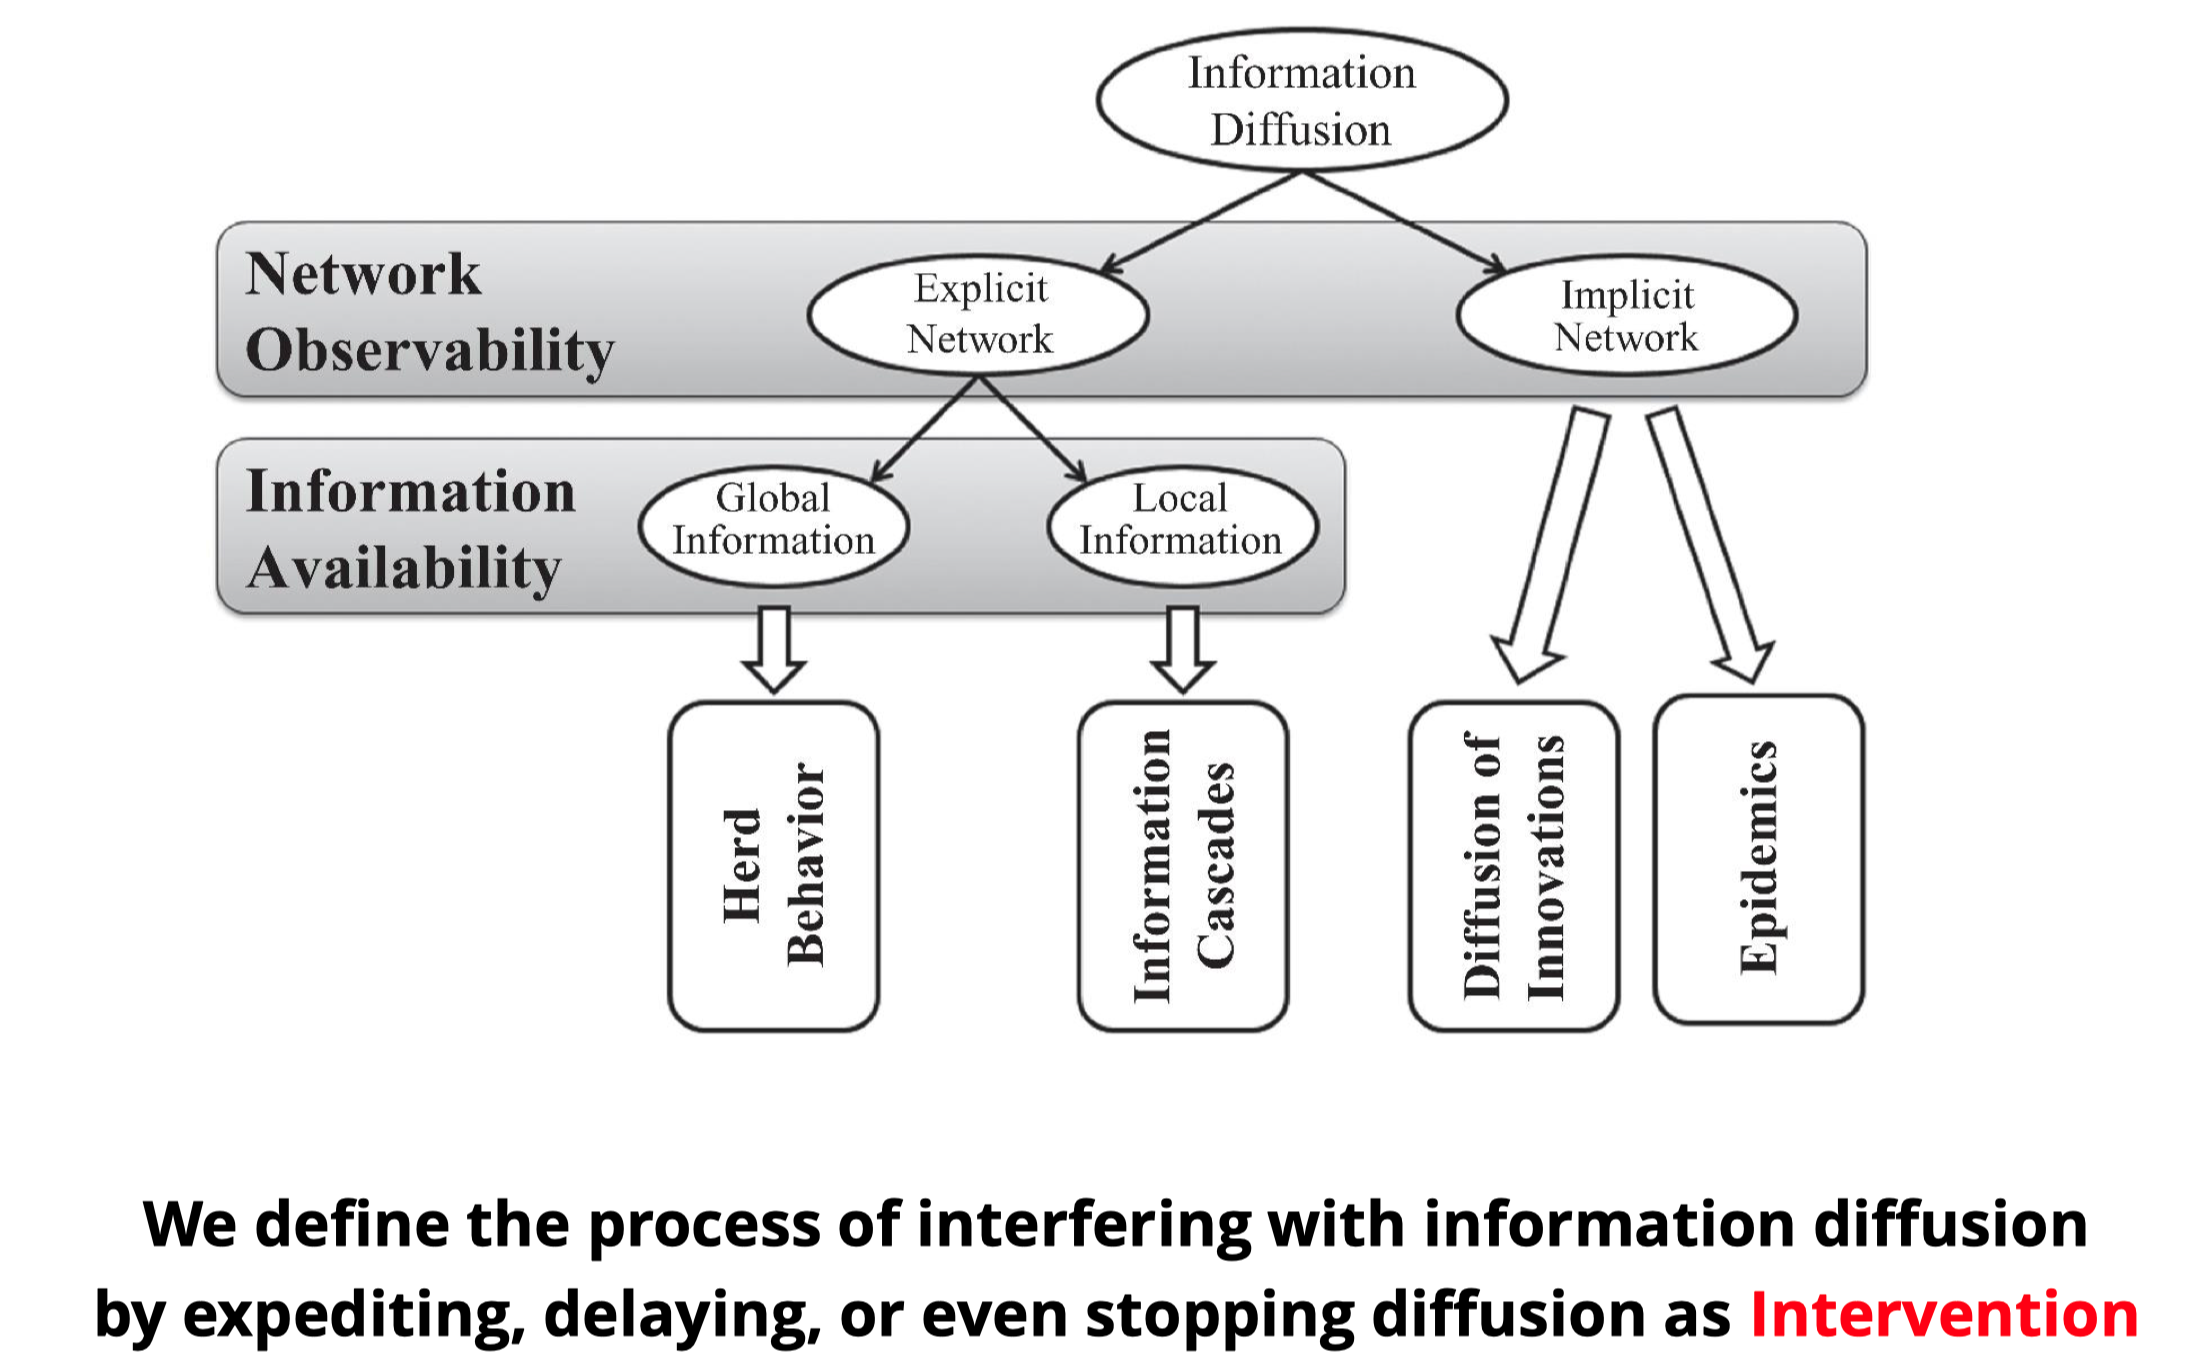 Information
Diffusion
Network
Observability
Explicit
Network
Implicit
Network
Information
Availability
Global
Information
Local
Information
Herd
Behavior
Information
Cascades
Diffusion of
Innovations
Epidemics
We define the process of interfering with information diffusion
by expediting, delaying, or even stopping diffusion as Intervention